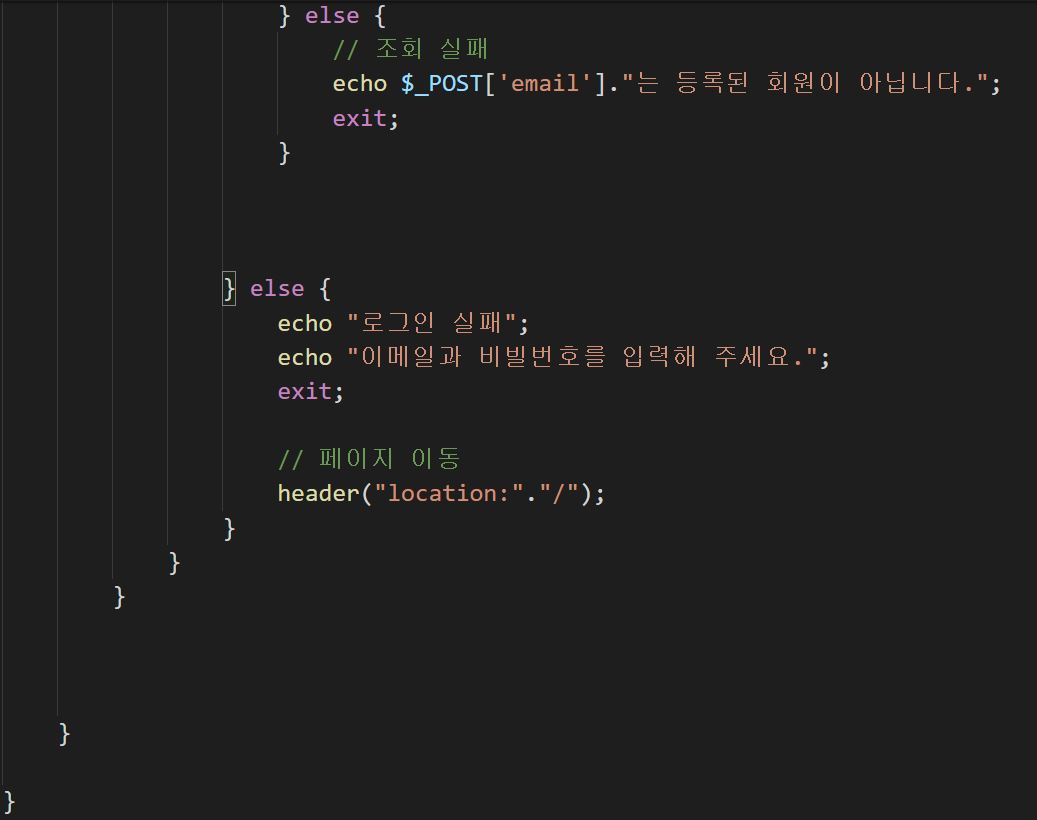 } else {
// 조회 실패
echo $_POST['email']."는 등록된 회원이 아닙니다.";
exit;
}
} else {
echo "로그인 실패";
echo "이메일과 비빌번호를 입력해 주세요.";
exit;
// 페이지 이동
header("location:"."/");
}
}
}
}
}